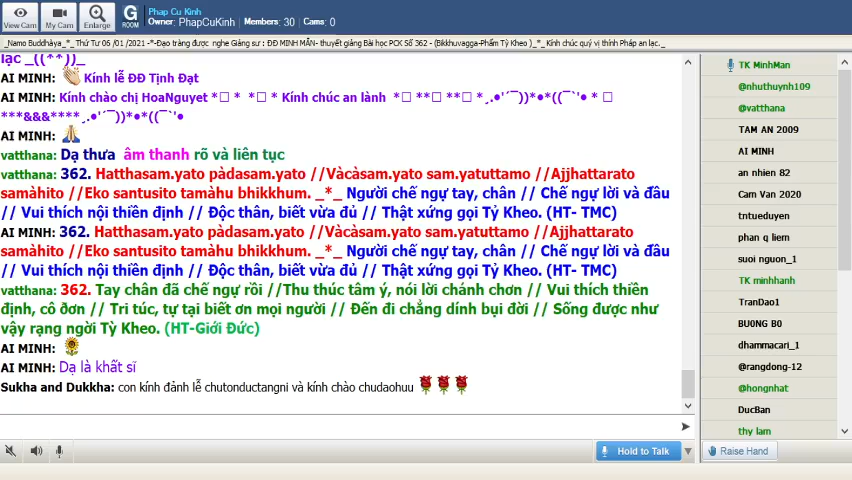 Phap Cu Kinh
Owner: PhapCuKinh Members: 30 Cams: 0
View Cam
My Cam
Enlarge
G
ROOM
_Namo Buddhàya_*_ Thứ Tư 06 /01 /2021 -*-Đạo tràng được nghe Giảng sư : ĐĐ MINH MẪN- thuyết giảng Bài học PCK Số 362 - (Bikkhuvagga-Phẩm Tỳ Kheo )_*_ Kính chúc quý vị thính Pháp an lạc._
lạc _((**))_
AI MINH: Kính lễ ĐĐ Tịnh Đạt
AI MINH: Kính chào chị HoaNguyet *□ * *□ * Kính chúc an lành *□ **□ **□ *¸.•'´¯))*•*((¯`'• * □
***&&&****¸.•'´¯))*•*((¯`'•
AI MINH:
vatthana: Dạ thưa âm thanh rõ và liên tục
vatthana: 362. Hatthasam.yato pàdasam.yato //Vàcàsam.yato sam.yatuttamo //Ajjhattarato
samàhito //Eko santusito tamàhu bhikkhum. _*_ Người chế ngự tay, chân // Chế ngự lời và đầu
// Vui thích nội thiền định // Độc thân, biết vừa đủ // Thật xứng gọi Tỷ Kheo. (HT- TMC)
AI MINH: 362. Hatthasam.yato pàdasam.yato //Vàcàsam.yato sam.yatuttamo //Ajjhattarato
samàhito //Eko santusito tamàhu bhikkhum. _*_ Người chế ngự tay, chân // Chế ngự lời và đầu
// Vui thích nội thiền định // Độc thân, biết vừa đủ // Thật xứng gọi Tỷ Kheo. (HT- TMC)
vatthana: 362. Tay chân đã chế ngự rồi //Thu thúc tâm ý, nói lời chánh chơn // Vui thích thiền
định, cô đơn // Tri túc, tự tại biết ơn mọi người // Đến đi chẳng dính bụi đời // Sống được như
vậy rạng ngời Tỳ Kheo. (HT-Giới Đức)
AI MINH:
AI MINH: Dạ là khất sĩ
Sukha and Dukkha: con kính đảnh lễ chutonductangni và kính chào chudaohuu
Hold to Talk
TK MinhMan
@nhuthuynh109
@vatthana
TAM AN 2009
AI MINH
an nhien 82
Cam Van 2020
tntueduyen
phan q liem
suoi nguon_1
TK minhhanh
TranDao1
BU0NG B0
dhammacari_1
@rangdong-12
@hongnhat
DucBan
thy lam
Raise Hand